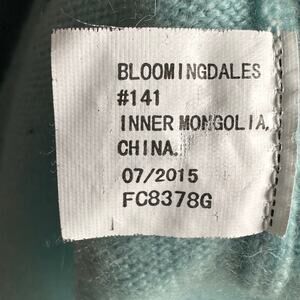 BLOOMINGDALES
#141
INNER MONGOLIA,
CHINA.
07/2015
FC8378G